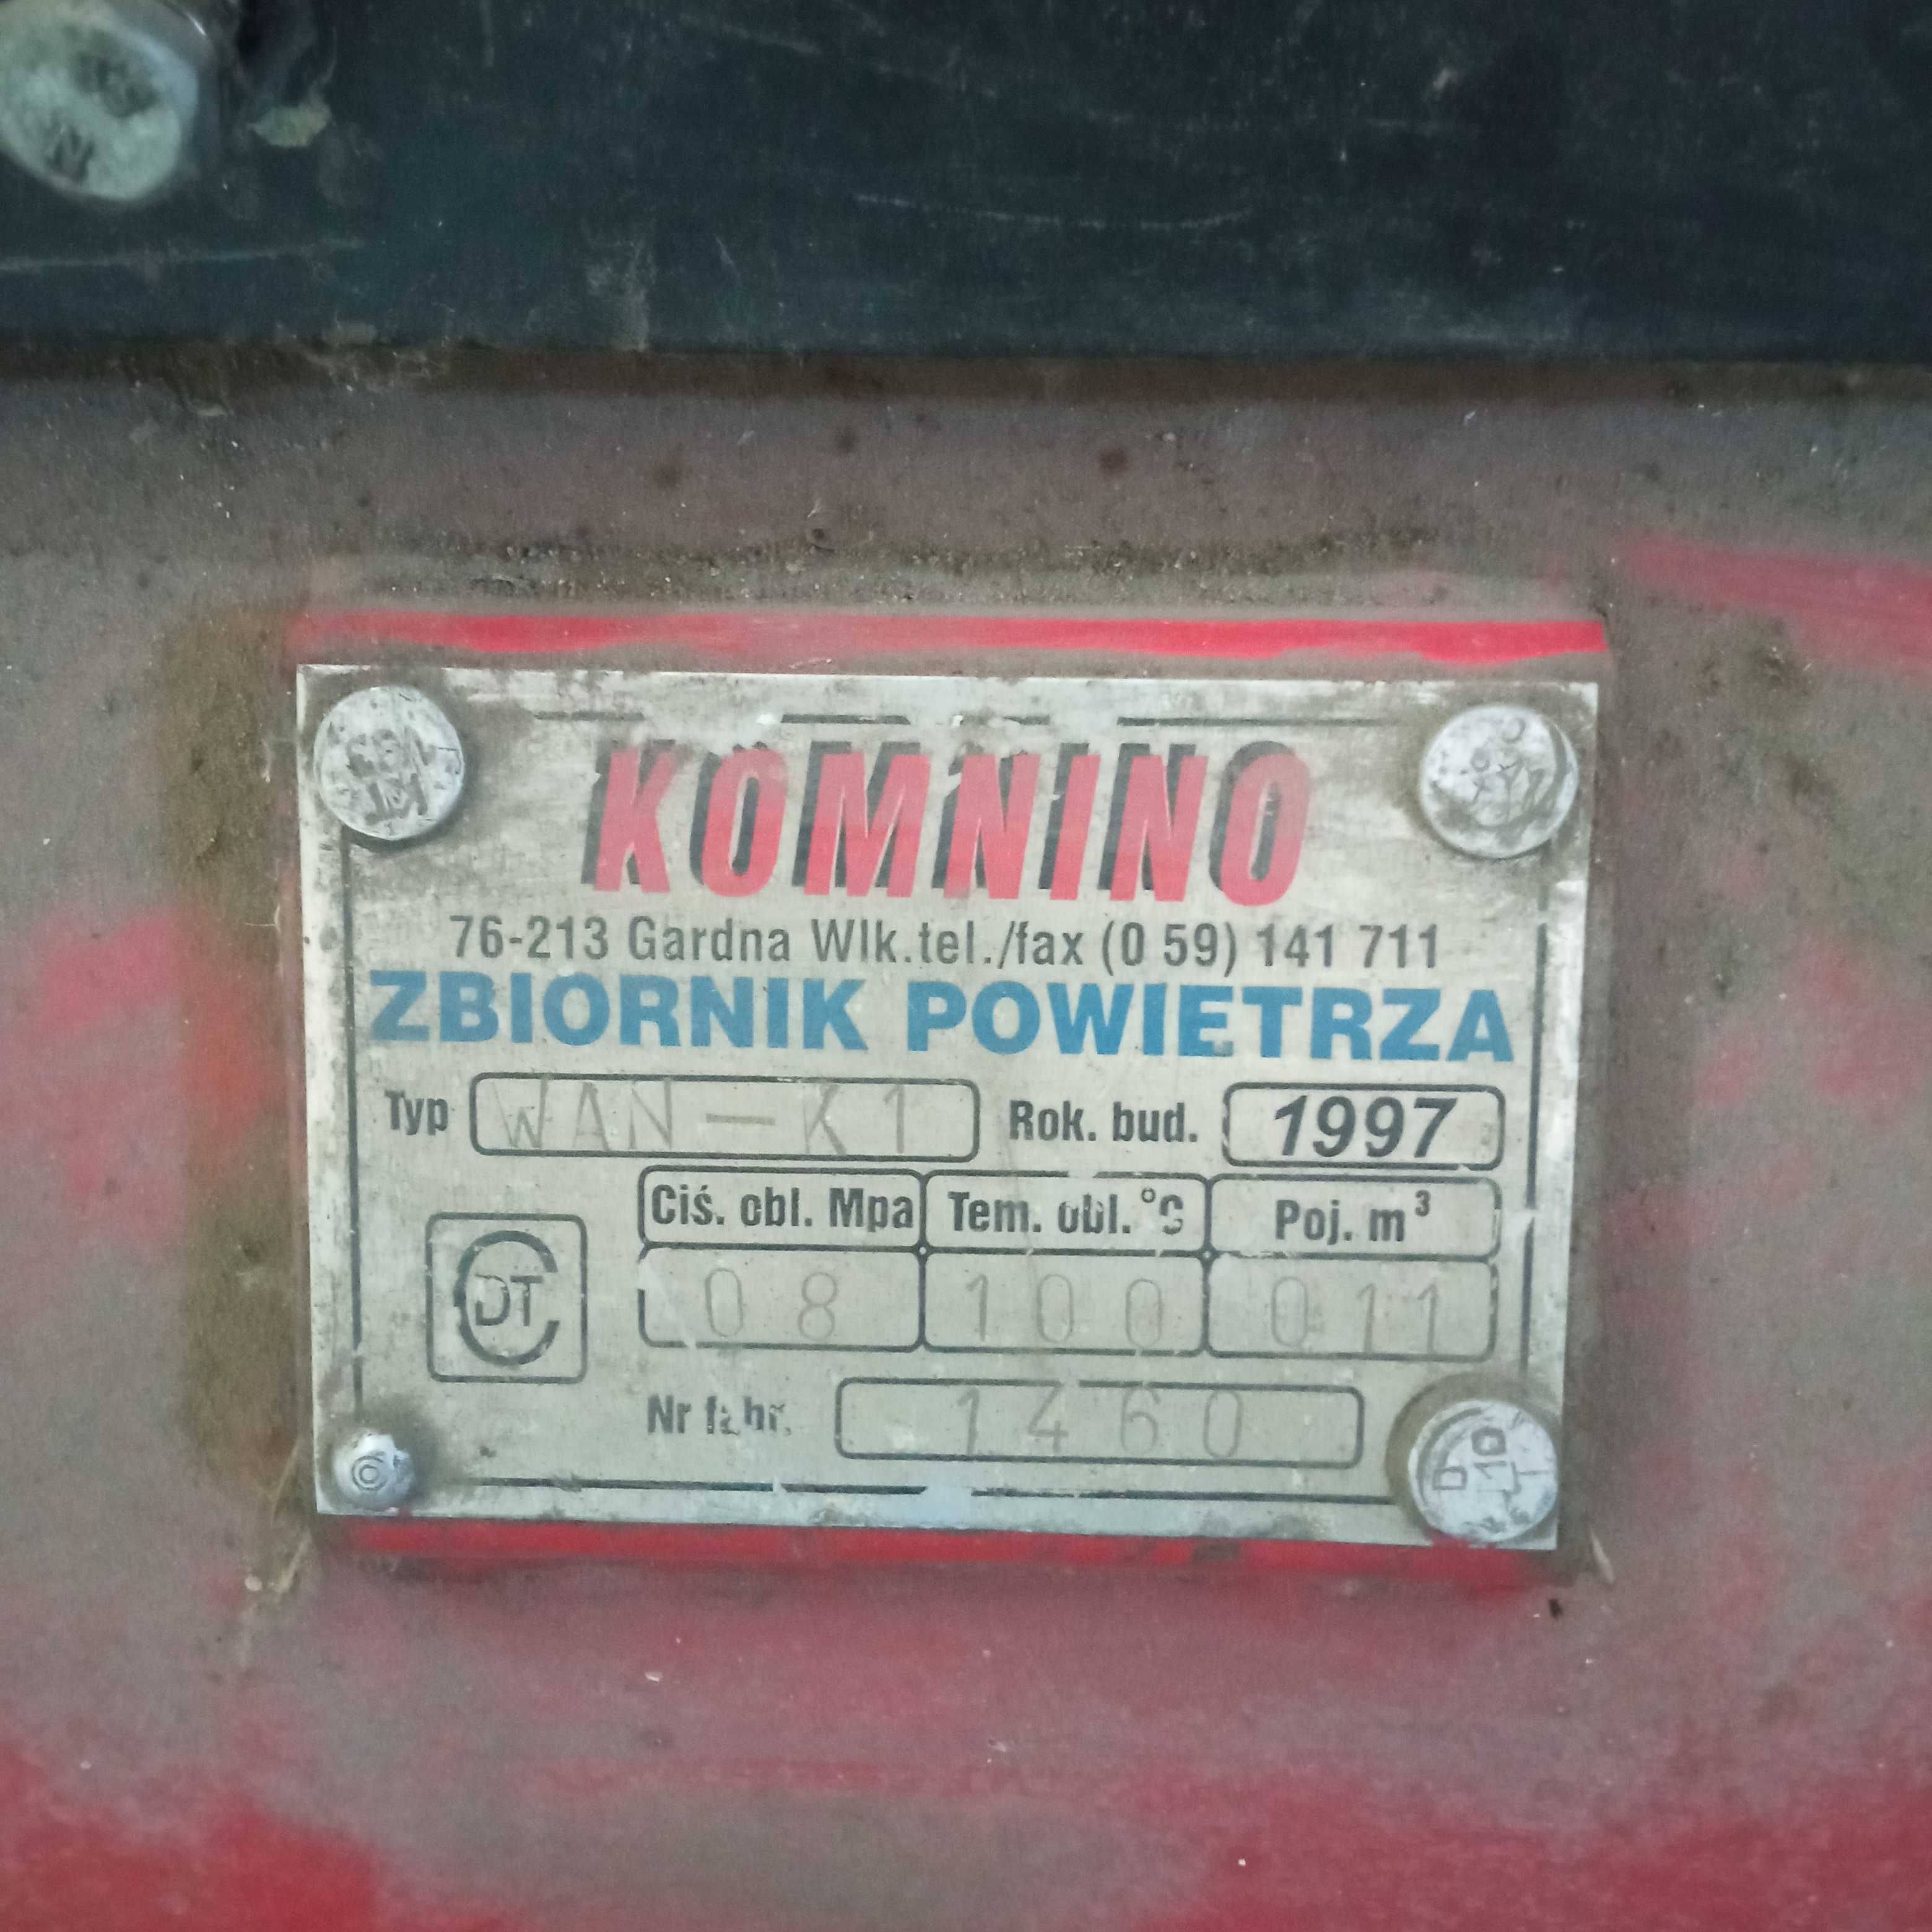 KOMNINO
76-213 Gardna Wlk.tel./fax (0 59) 141 711
ZBIORNIK POWIETRZA
Typ WAN-K1 Rok. bud. 1997
Ciś. obl. Mpa Tem. obl. °C Poj. m³
08 100 011
DT
Nr fabr. 1460